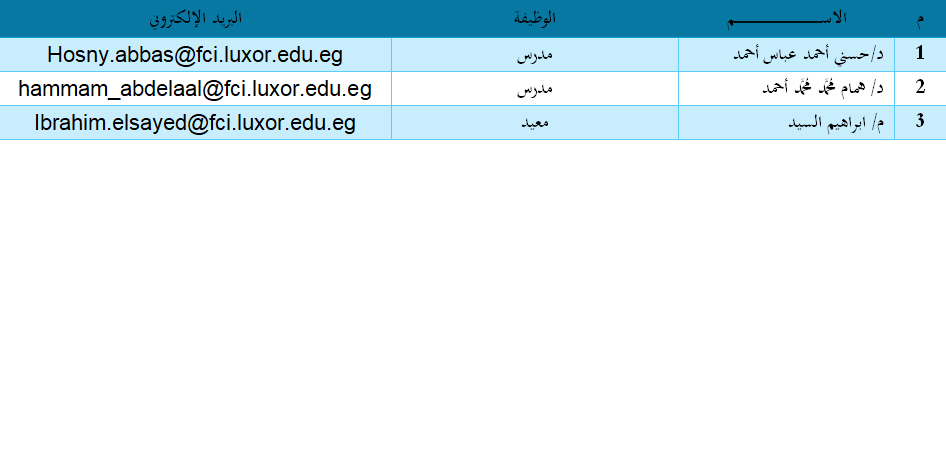 م الاســــــــــــــم الوظيفة البريد الإلكتروني
1 د/حسني أحمد عباس أحمد مدرس Hosny.abbas@fci.luxor.edu.eg
2 د/ همام محمد محمد أحمد مدرس hammam_abdelaal@fci.luxor.edu.eg
3 م/ ابراهيم السيد معيد Ibrahim.elsayed@fci.luxor.edu.eg